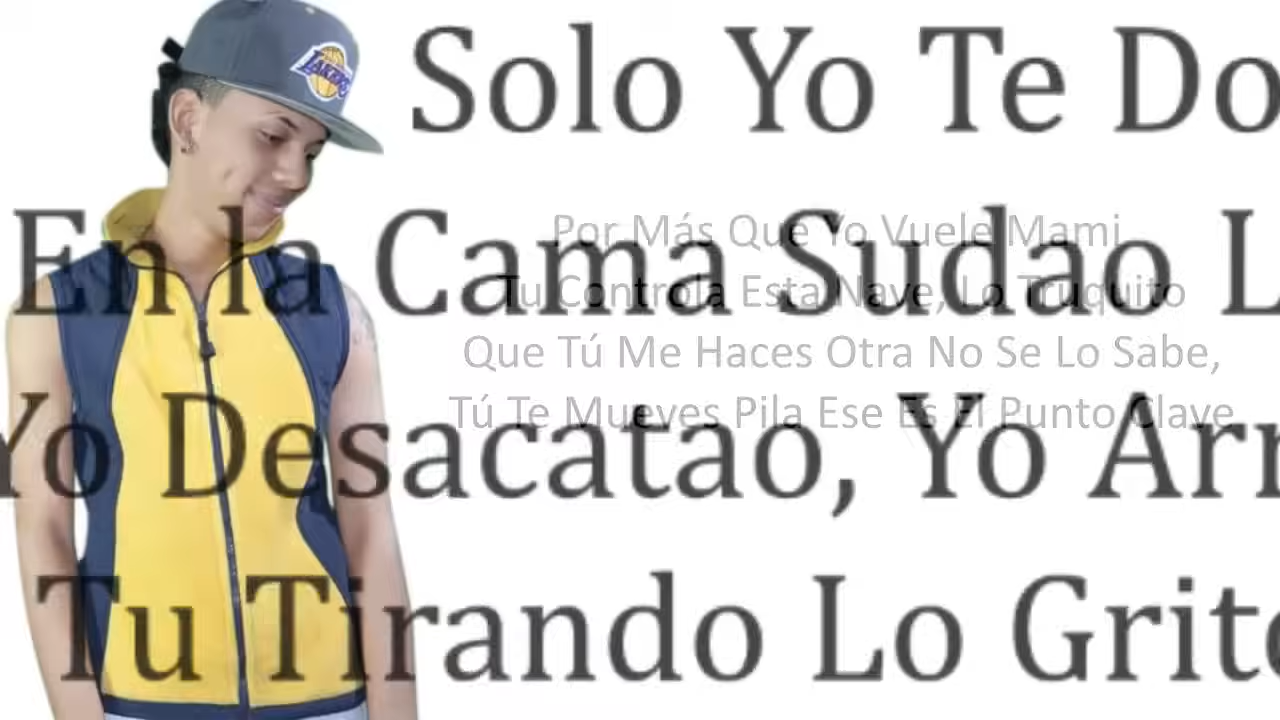 LAKERS
Solo Yo Te Do
En la Cama Sudao L
Yo Desacatao, Yo Arr
Tu Tirando Lo Grito
Por Más Que Yo Vuele Mami
Tu Controla Esta Nave, Lo Truquito
Que Tú Me Haces Otra No Se Lo Sabe,
Tú Te Mueves Pila Ese Es El Punto Clave